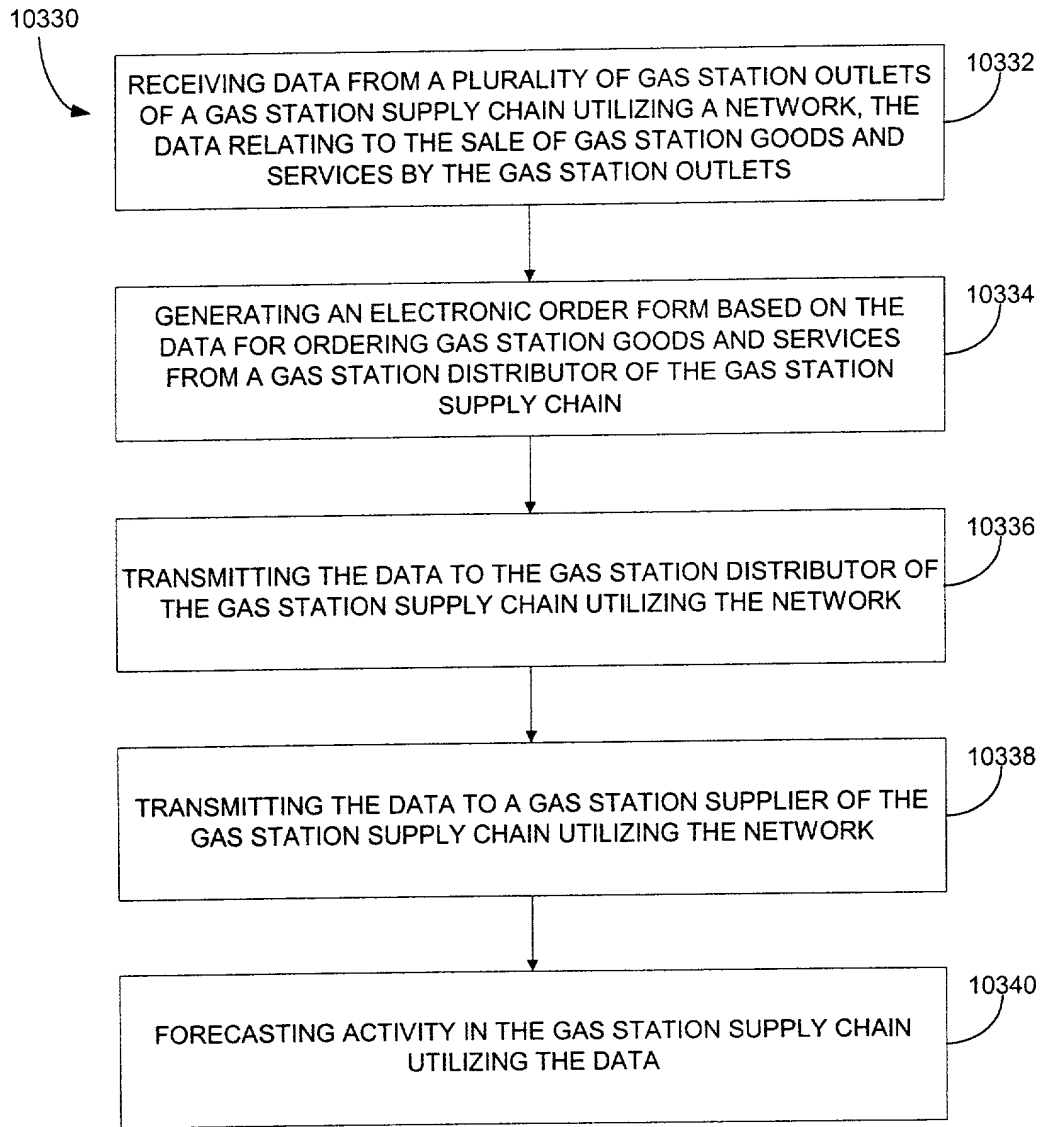 10330
RECEIVING DATA FROM A PLURALITY OF GAS STATION OUTLETS
OF A GAS STATION SUPPLY CHAIN UTILIZING A NETWORK, THE
DATA RELATING TO THE SALE OF GAS STATION GOODS AND
SERVICES BY THE GAS STATION OUTLETS
10332
GENERATING AN ELECTRONIC ORDER FORM BASED ON THE
DATA FOR ORDERING GAS STATION GOODS AND SERVICES
FROM A GAS STATION DISTRIBUTOR OF THE GAS STATION
SUPPLY CHAIN
10334
TRANSMITTING THE DATA TO THE GAS STATION DISTRIBUTOR OF
THE GAS STATION SUPPLY CHAIN UTILIZING THE NETWORK
10336
TRANSMITTING THE DATA TO A GAS STATION SUPPLIER OF THE
GAS STATION SUPPLY CHAIN UTILIZING THE NETWORK
10338
FORECASTING ACTIVITY IN THE GAS STATION SUPPLY CHAIN
UTILIZING THE DATA
10340